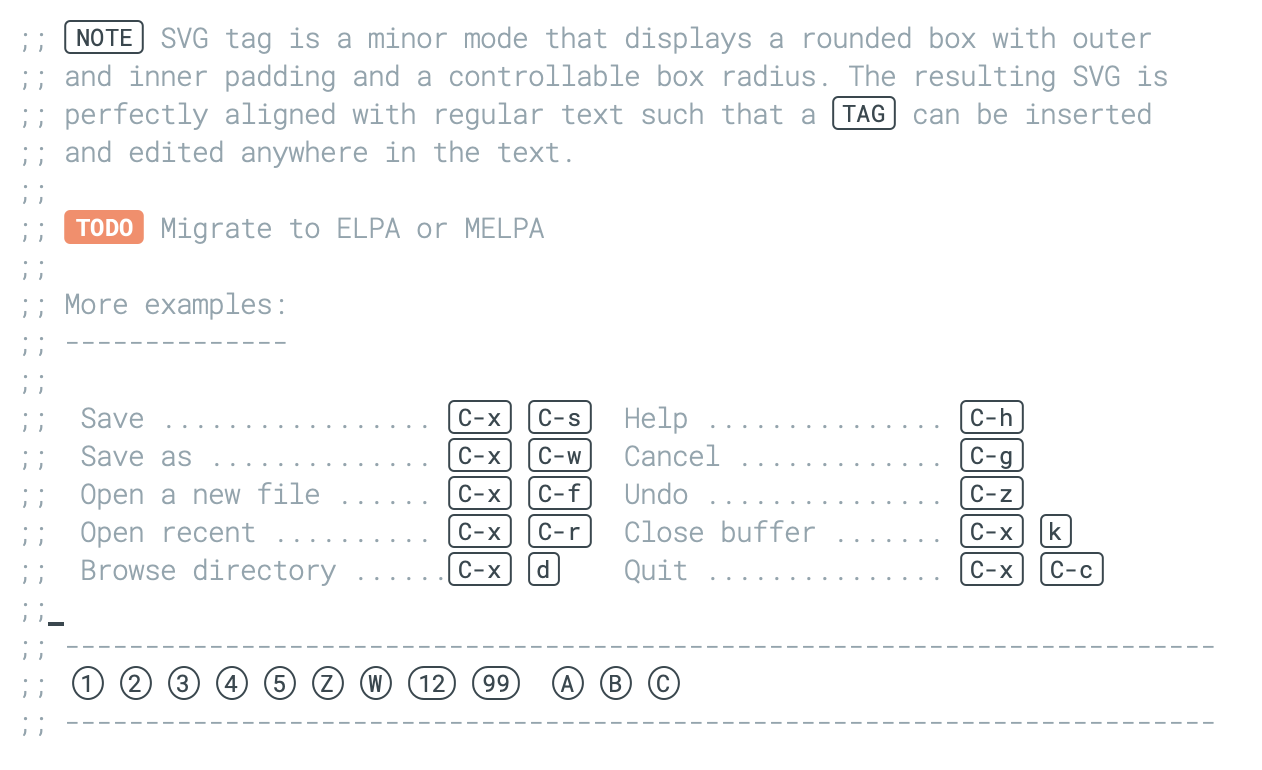 ;; NOTE SVG tag is a minor mode that displays a rounded box with outer
;; and inner padding and a controllable box radius. The resulting SVG is
;; perfectly aligned with regular text such that a TAG can be inserted
;; and edited anywhere in the text.
;;
;; TODO Migrate to ELPA or MELPA
;;
;; More examples:
;; --------------
;;
;;  Save ................. C-x C-s  Help ............... C-h
;;  Save as .............. C-x C-w  Cancel ............. C-g
;;  Open a new file ...... C-x C-f  Undo ............... C-z
;;  Open recent .......... C-x C-r  Close buffer ....... C-x k
;;  Browse directory ......C-x d    Quit ............... C-x C-c
;;
;; ------------------------------------------------------------------------
;; 1 2 3 4 5 Z W 12 99  A B C
;; ------------------------------------------------------------------------